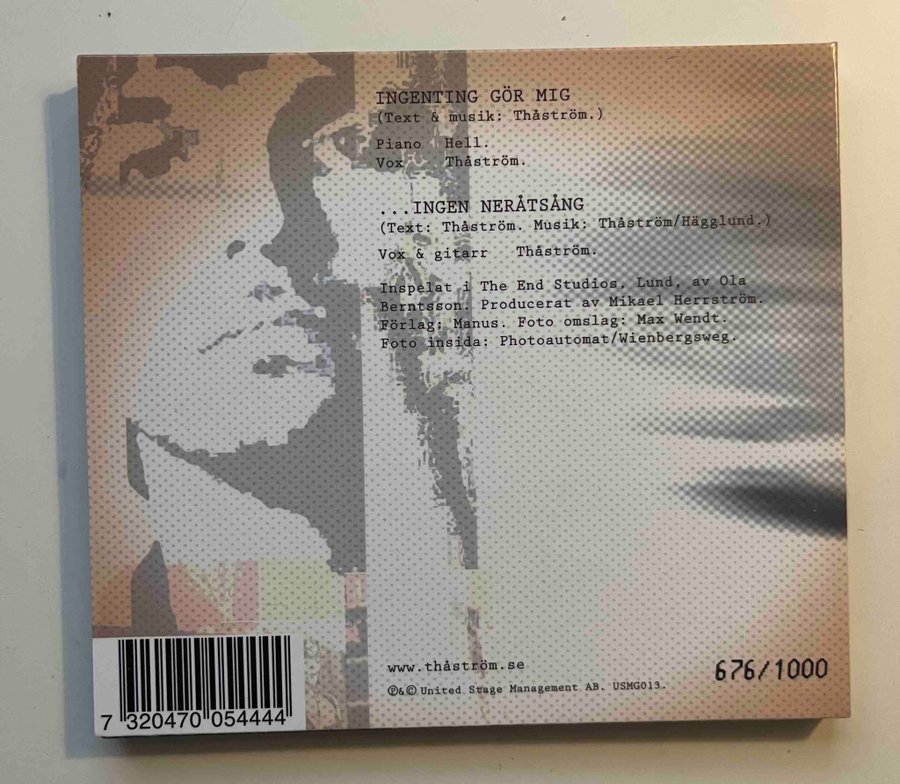 INGENTING GÖR MIG
(Text & musik: Thåström.)
Piano Hell.
Vox Thåström.
...INGEN NERÅTSÅNG
(Text: Thåström. Musik: Thåström/Hägglund.)
Vox & gitarr Thåström.
Inspelat i The End Studios, Lund, av Ola
Berntsson. Producerat av Mikael Herrström.
Förlag: Manus. Foto omslag: Max Wendt.
Foto insida: Photoautomat/Wienbergsweg.
www.thåström.se
℗&© United Stage Management AB. USMG013.
676/1000
7 320470 054444